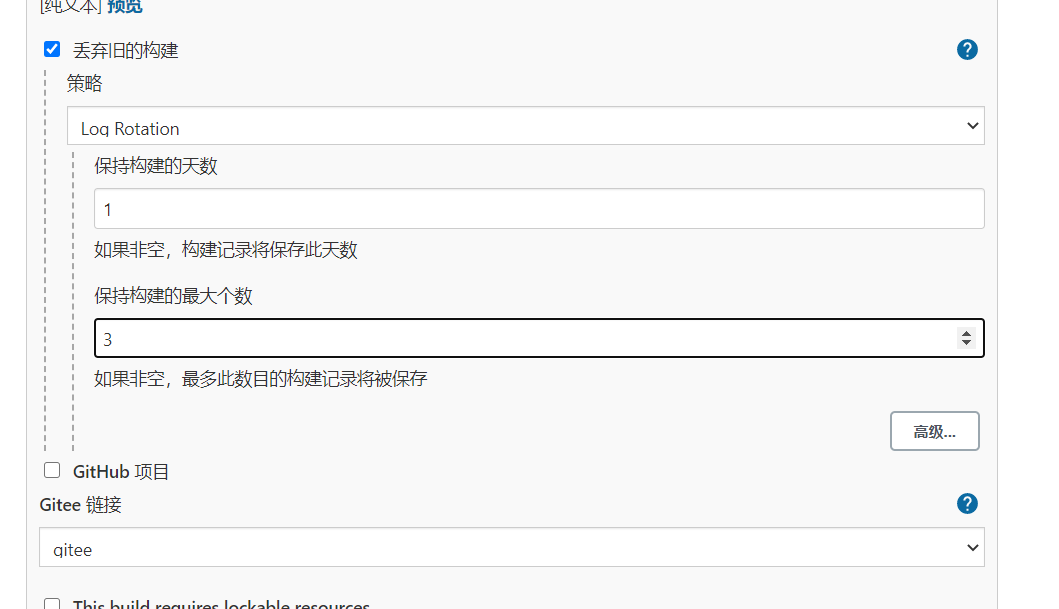 [纯文本] 预览
丢弃旧的构建
策略
Log Rotation
保持构建的天数
1
如果非空，构建记录将保存此天数
保持构建的最大个数
3
如果非空，最多此数目的构建记录将被保存
高级...
GitHub 项目
Gitee 链接
gitee
This build requires lockable resources